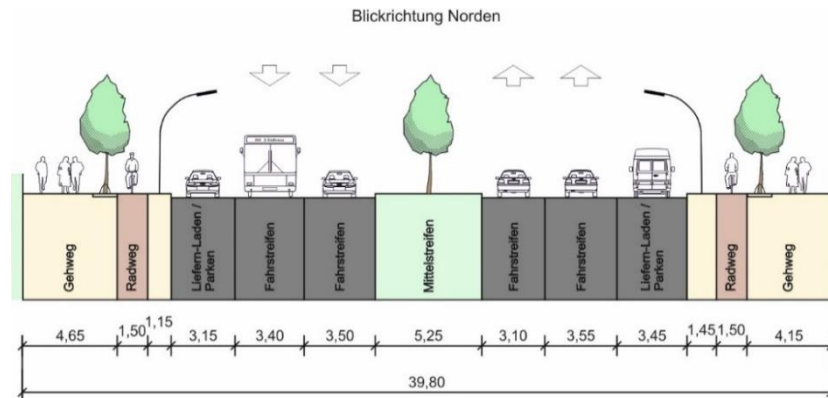 Blickrichtung Norden
Gehweg
Radweg
Liefern-Laden /
Parken
Fahrstreifen
Fahrstreifen
Mittelstreifen
Fahrstreifen
Fahrstreifen
Liefern-Laden /
Parken
Radweg
Gehweg
4,65
1,50
1,15
3,15
3,40
3,50
5,25
3,10
3,55
3,45
1,45
1,50
4,15
39,80